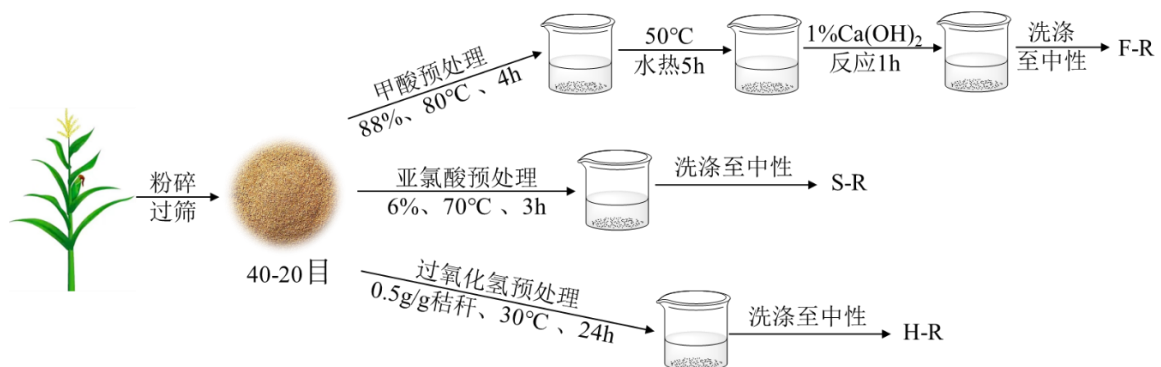 甲酸预处理
88%、80℃、4h
50℃
水热5h
1%Ca(OH)2
反应1h
洗涤
至中性
F-R
粉碎
过筛
40-20目
亚氯酸预处理
6%、70℃、3h
洗涤至中性
S-R
过氧化氢预处理
0.5g/g秸秆、30℃、24h
洗涤至中性
H-R